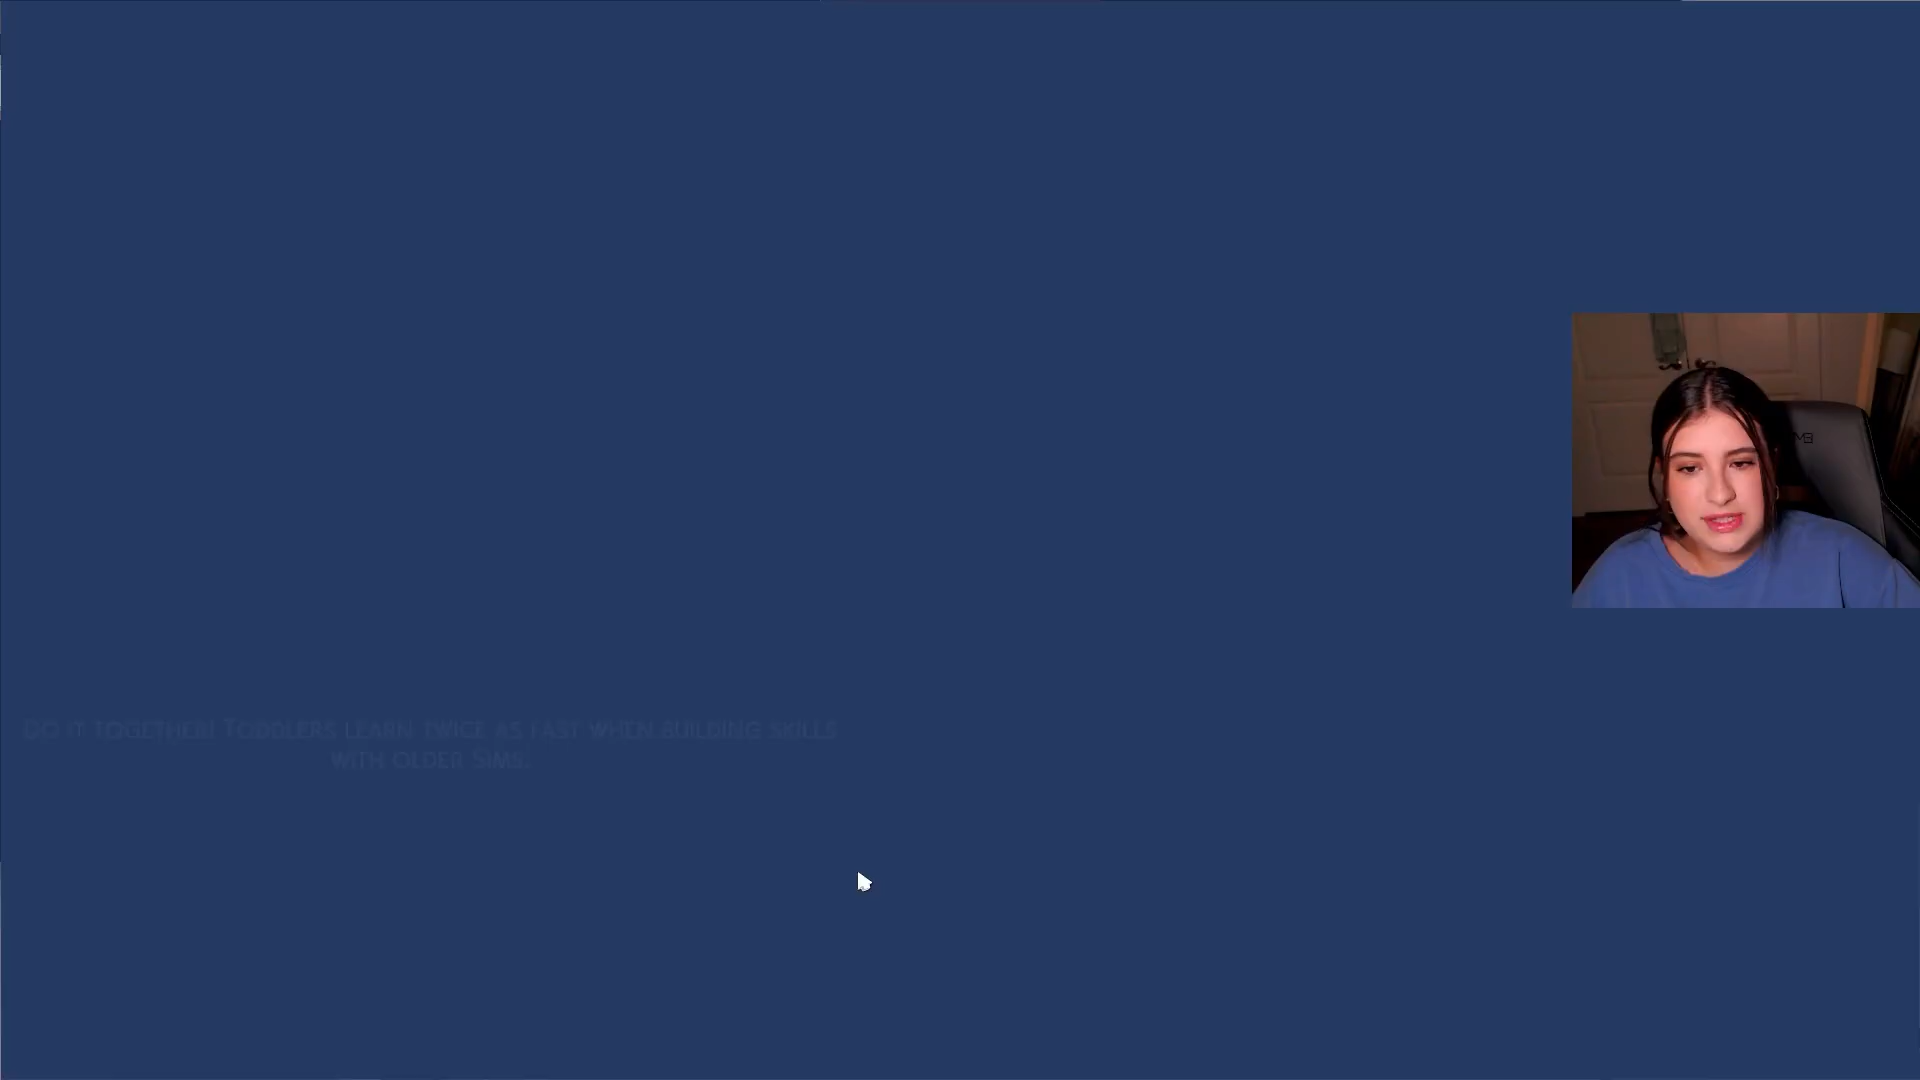 DO IT TOGETHER! TODDLERS LEARN TWICE AS FAST WHEN BUILDING SKILLS
WITH OLDER SIMS.